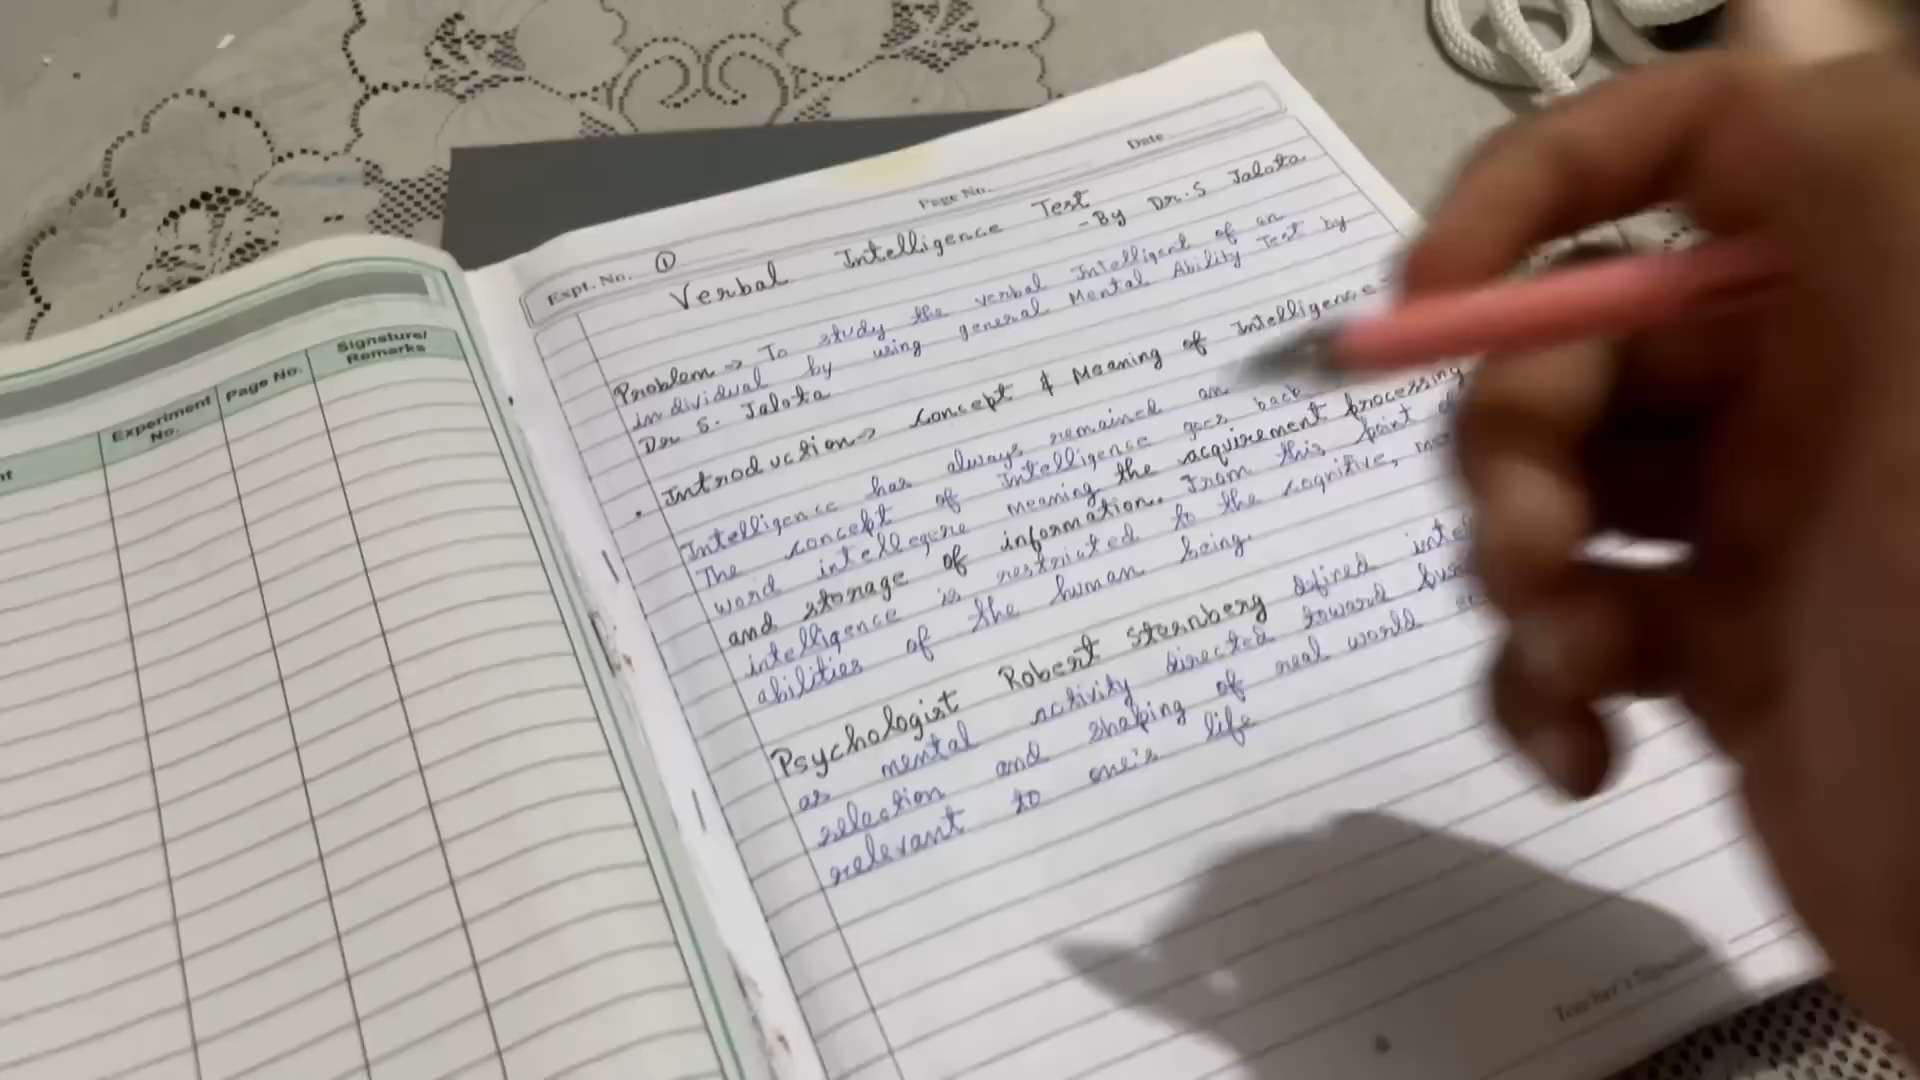 Signature/
Remarks
Page No.
Experiment
No.
nt
Date
Page No.
Expt. No. 1
Verbal Intelligence Test
-By Dr. S Jalota
Problem -> To study the verbal Intelligent of an
individual by using general Mental Ability Test by
Dr S. Jalota
. Introduction-> Concept & Meaning of Intelligence-
Intelligence has always remained an
The concept of Intelligence goes back
word intellegere meaning the acquirement processing
and storage of information. From this point
intelligence is restricted to the cognitive,
abilities of the human being.
Psychologist Robert Sternberg defined
as mental activity directed toward
selection and shaping of real world
relevant to one's life
Teacher's